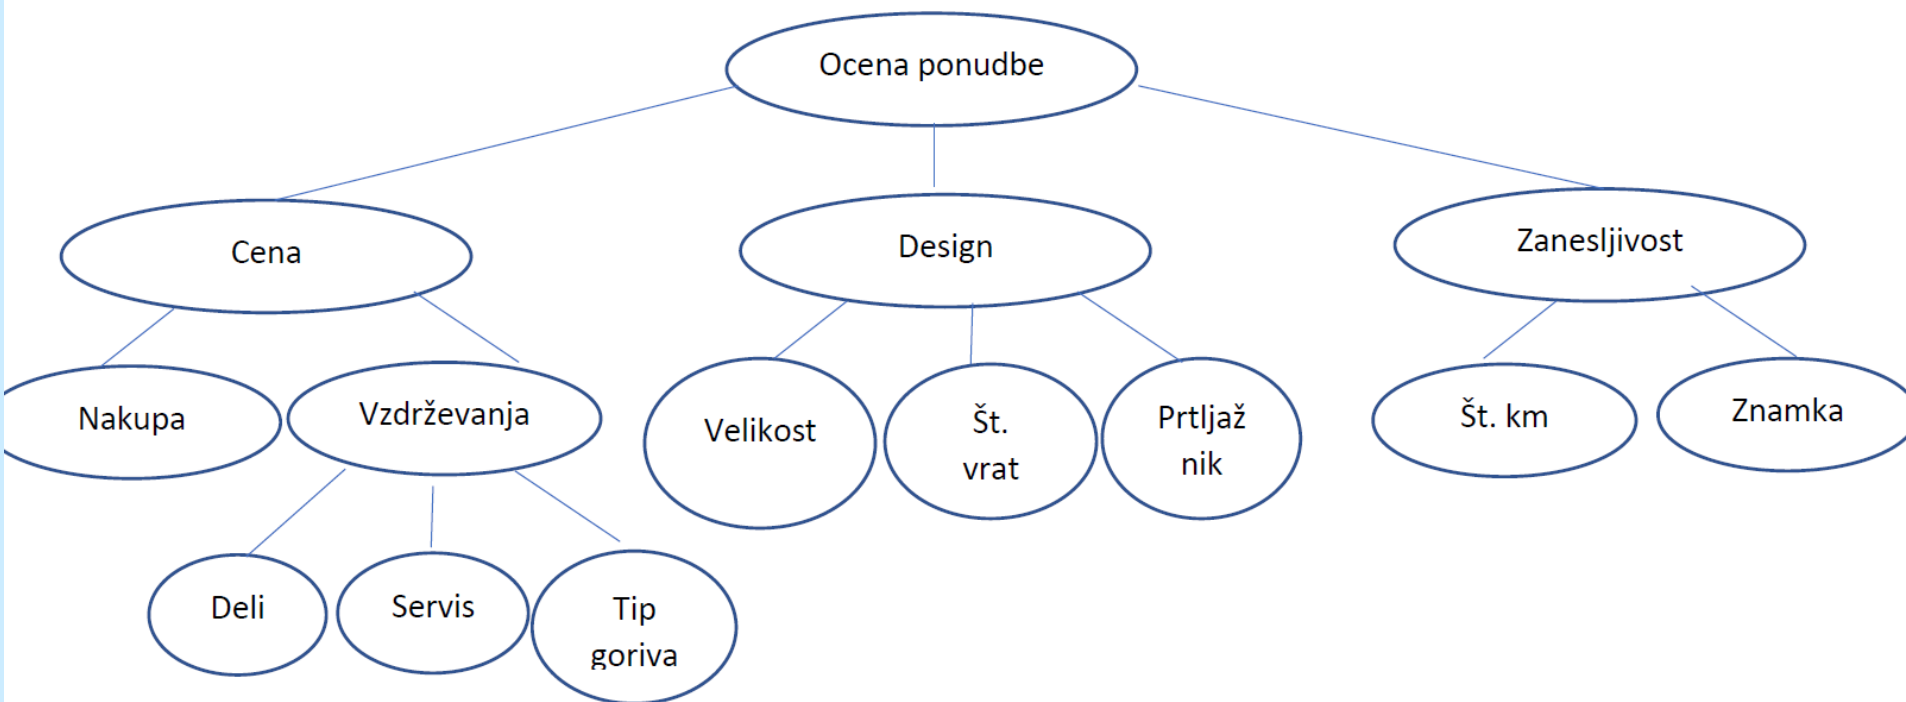 Ocena ponudbe
Cena
Design
Zanesljivost
Nakupa
Vzdrževanja
Velikost
Št.
vrat
Prtljaž
nik
Št. km
Znamka
Deli
Servis
Tip
goriva